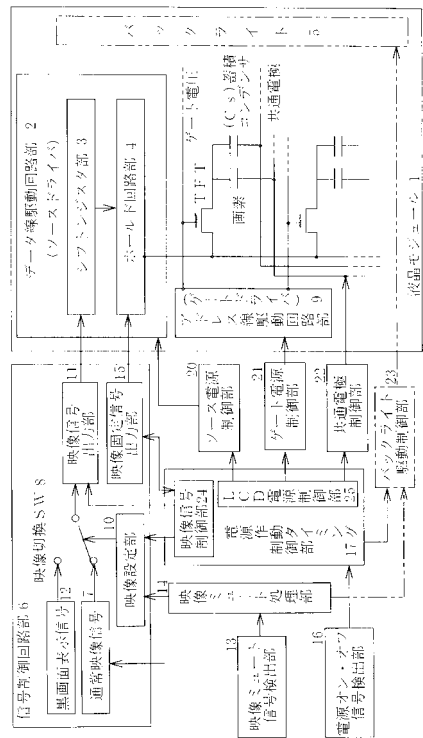 信号制御回路部 6
黒画面表示信号
12
通常映像信号
7
映像切換SW 8
10
映像設定部
映像信号
出力部
11
映像固定信号
出力部
15
データ線駆動回路部 2
(ソースドライバ)
シフトレジスタ部 3
ホールド回路部 4
映像ミュート
信号検出部
13
映像ミュート処理部
14
電源オン・オフ
信号検出部
16
電源作動タイミング
制御部
17
映像信号
制御部24
LCD電源制御部
25
ソース電源
制御部
20
ゲート電源
制御部
21
共通電極
制御部
22
バックライト
駆動制御部
23
アドレス線駆動回路部
(ゲートドライバ) 9
ゲート電圧
TFT
画素
(Cs)蓄積
コンデンサ
共通電極
液晶モジュール 1
バックライト 5